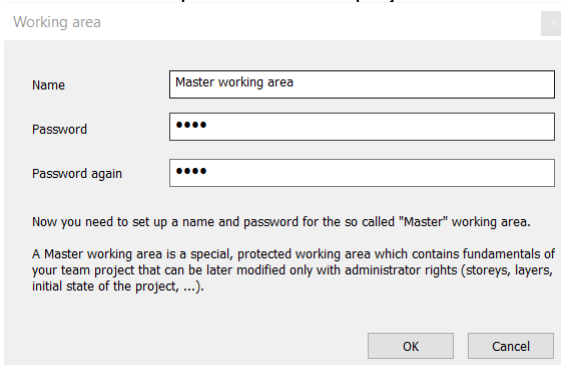 Working area
Name
Master working area
Password
••••
Password again
••••
Now you need to set up a name and password for the so called "Master" working area.
A Master working area is a special, protected working area which contains fundamentals of
your team project that can be later modified only with administrator rights (storeys, layers,
initial state of the project, ...).
OK
Cancel